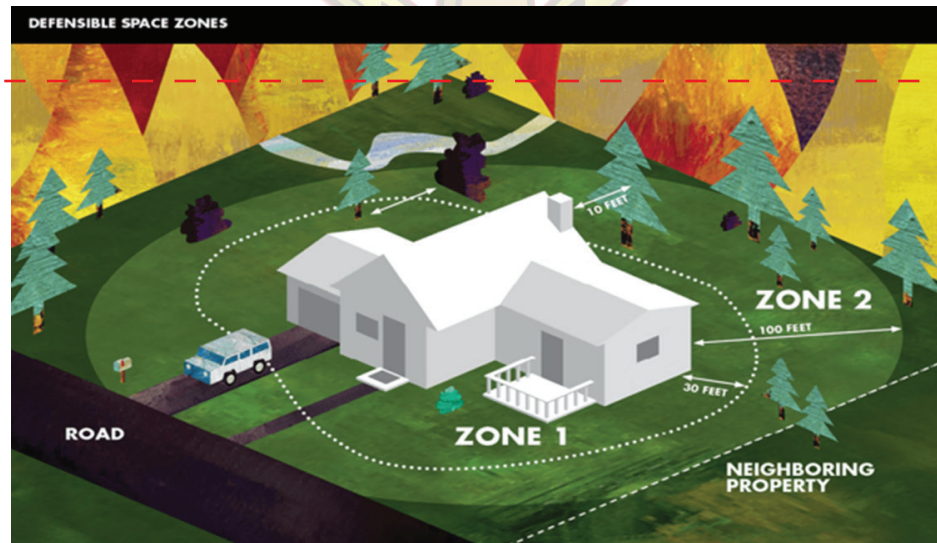 DEFENSIBLE SPACE ZONES
10 FEET
ZONE 2
100 FEET
30 FEET
ROAD
ZONE 1
NEIGHBORING
PROPERTY